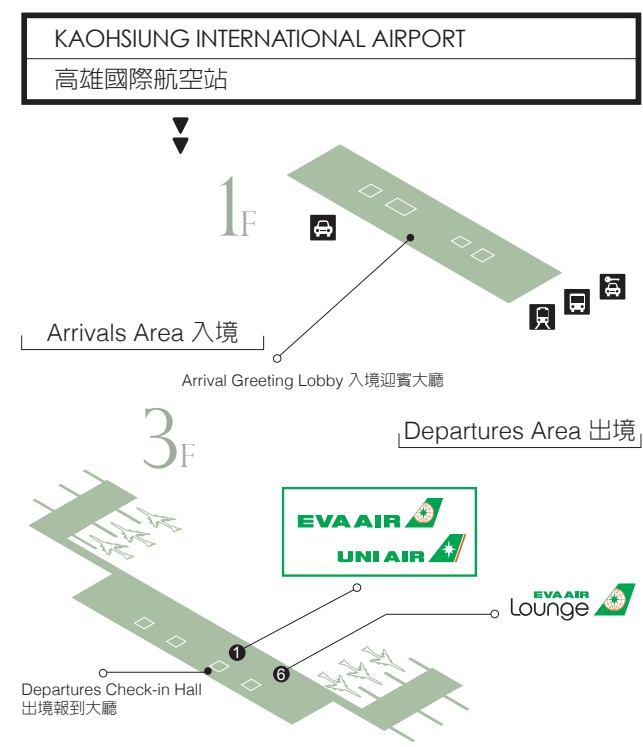 KAOHSIUNG INTERNATIONAL AIRPORT
高雄國際航空站
1F
Arrivals Area 入境
Arrival Greeting Lobby 入境迎賓大廳
3F
Departures Area 出境
EVA AIR
UNI AIR
EVA AIR
Lounge
1
6
Departures Check-in Hall
出境報到大廳